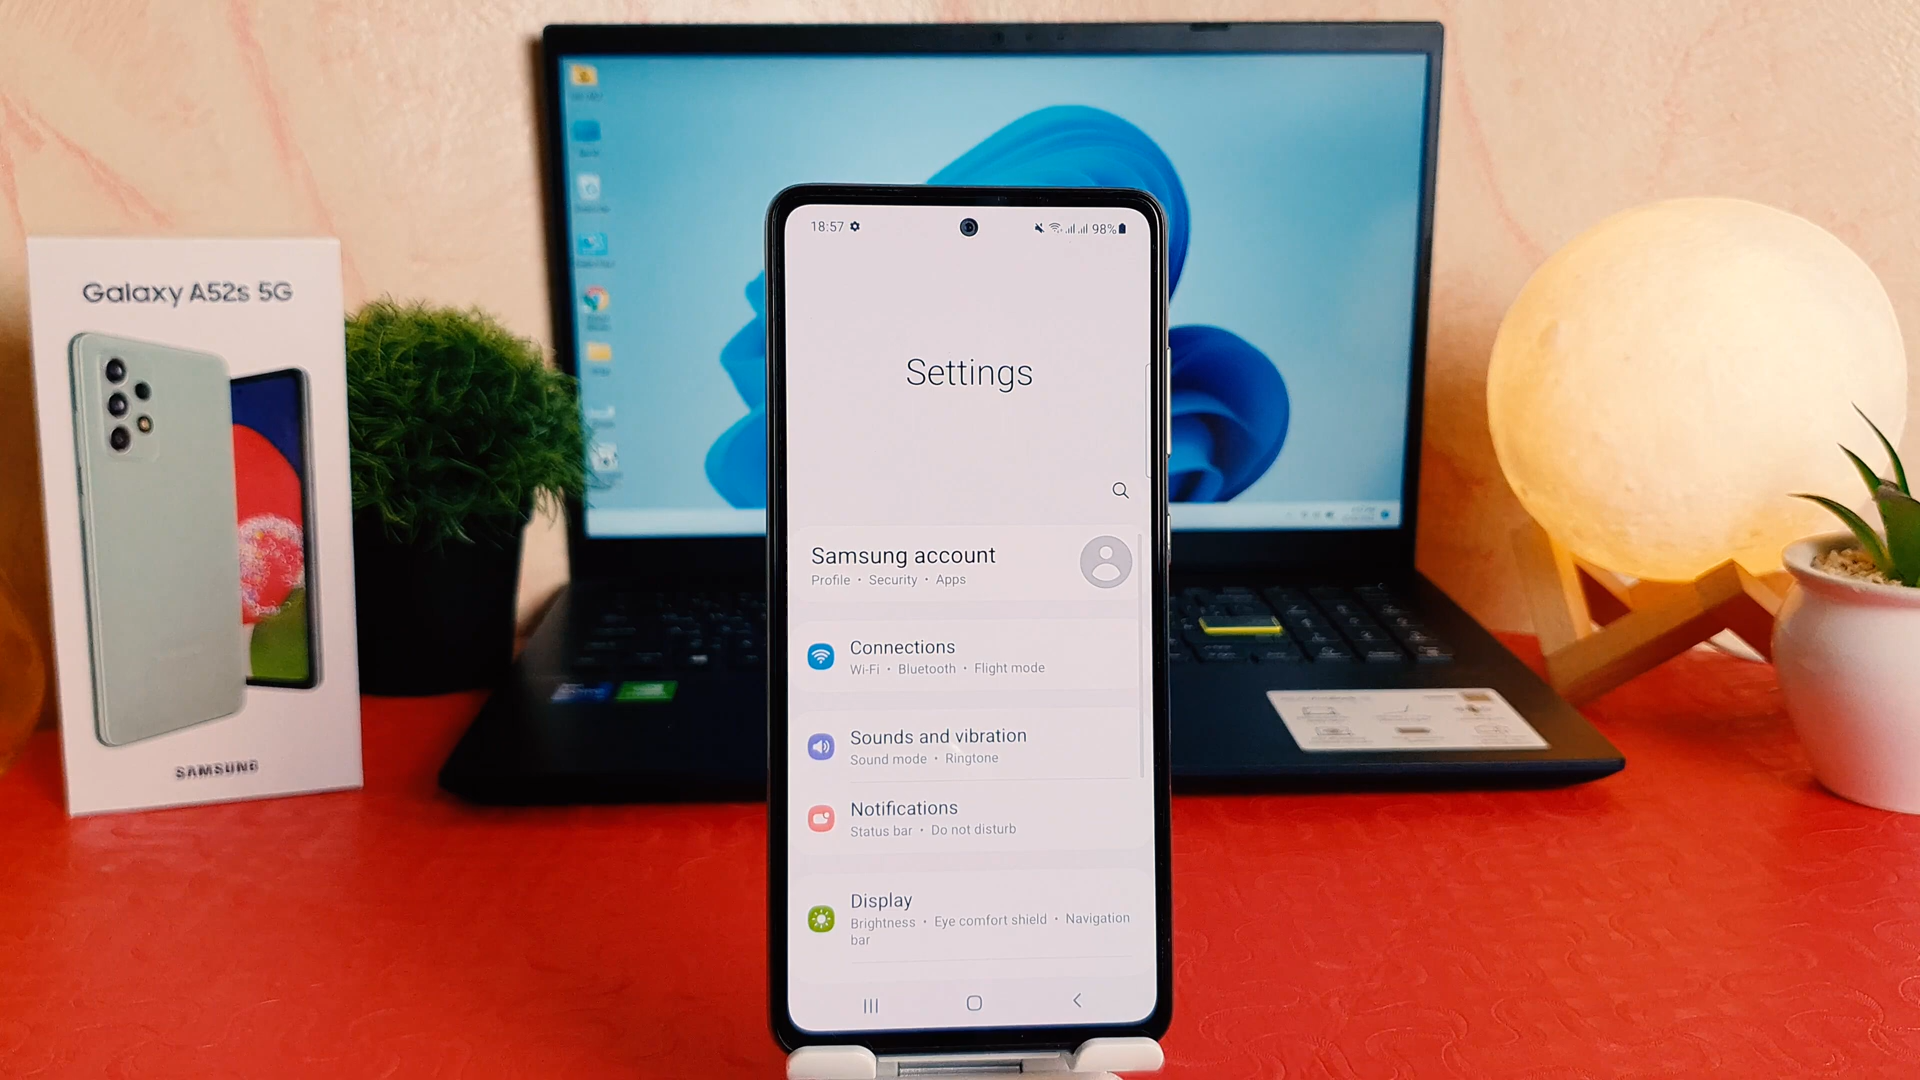 Galaxy A52s 5G
SAMSUNG
18:57
98%
Settings
Samsung account
Profile • Security • Apps
Connections
Wi-Fi • Bluetooth • Flight mode
Sounds and vibration
Sound mode • Ringtone
Notifications
Status bar • Do not disturb
Display
Brightness • Eye comfort shield • Navigation
bar